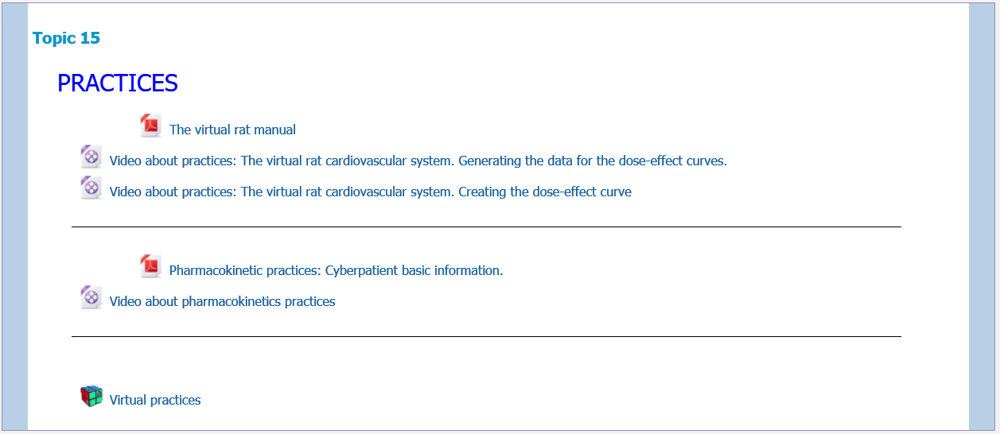 Topic 15
PRACTICES
The virtual rat manual
Video about practices: The virtual rat cardiovascular system. Generating the data for the dose-effect curves.
Video about practices: The virtual rat cardiovascular system. Creating the dose-effect curve
Pharmacokinetic practices: Cyberpatient basic information.
Video about pharmacokinetics practices
Virtual practices